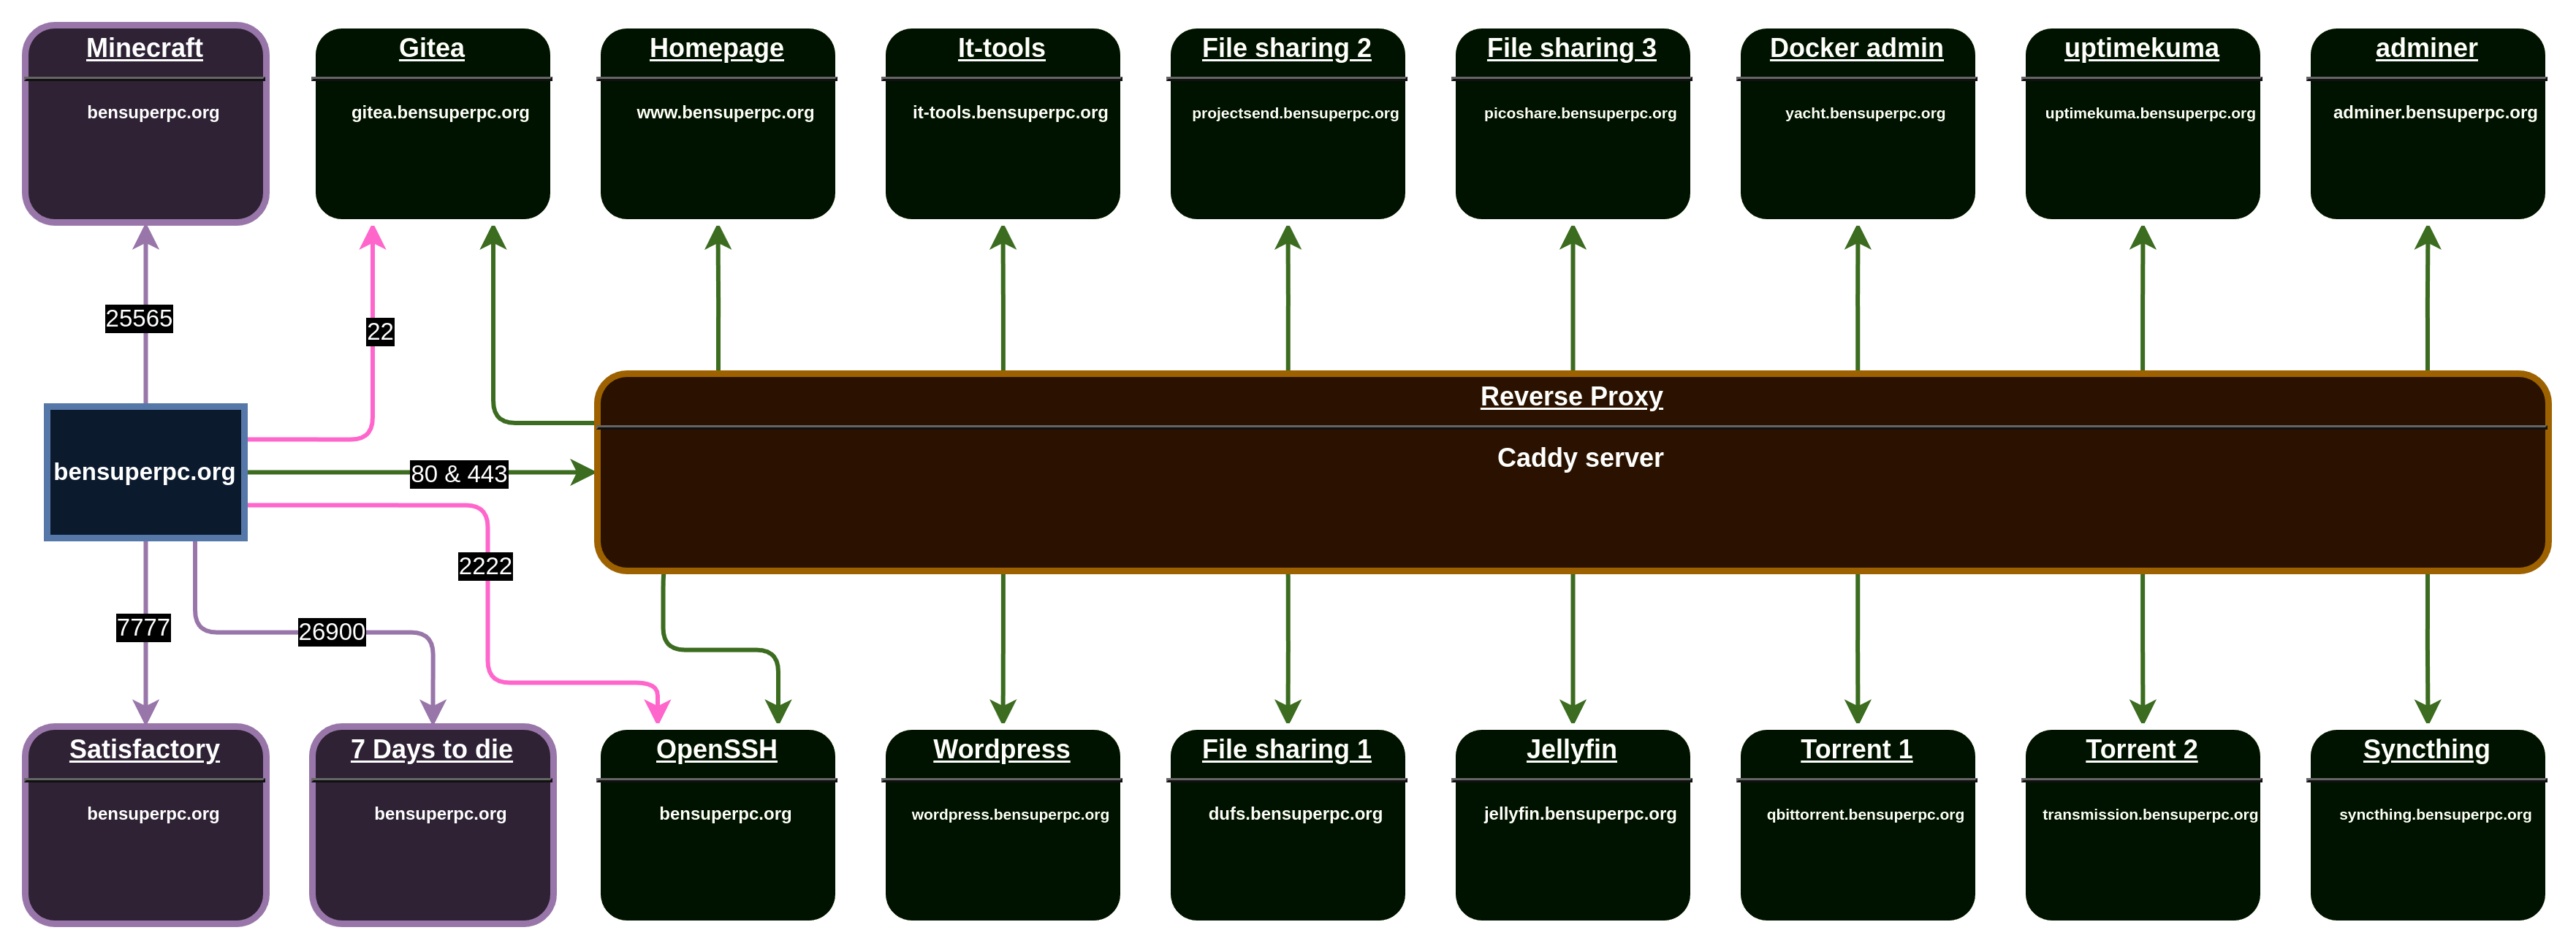 Minecraft
bensuperpc.org
Gitea
gitea.bensuperpc.org
Homepage
www.bensuperpc.org
It-tools
it-tools.bensuperpc.org
File sharing 2
projectsend.bensuperpc.org
File sharing 3
picoshare.bensuperpc.org
Docker admin
yacht.bensuperpc.org
uptimekuma
uptimekuma.bensuperpc.org
adminer
adminer.bensuperpc.org
25565
22
bensuperpc.org
80 & 443
Reverse Proxy
Caddy server
2222
7777
26900
Satisfactory
bensuperpc.org
7 Days to die
bensuperpc.org
OpenSSH
bensuperpc.org
Wordpress
wordpress.bensuperpc.org
File sharing 1
dufs.bensuperpc.org
Jellyfin
jellyfin.bensuperpc.org
Torrent 1
qbittorrent.bensuperpc.org
Torrent 2
transmission.bensuperpc.org
Syncthing
syncthing.bensuperpc.org